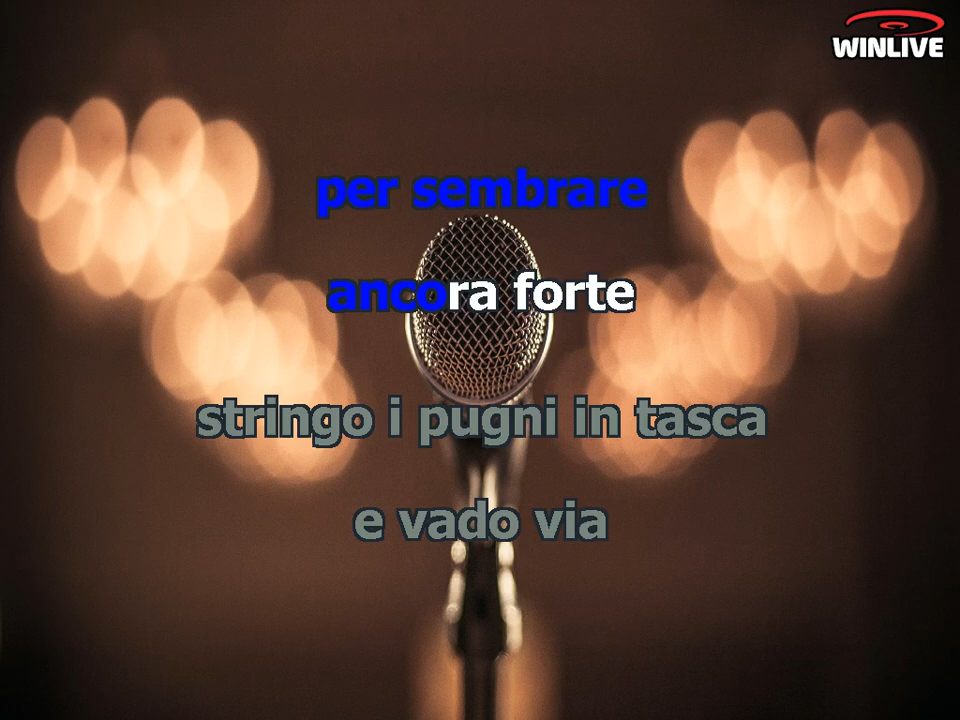 WINLIVE
per sembrare
ancora forte
stringo i pugni in tasca
e vado via